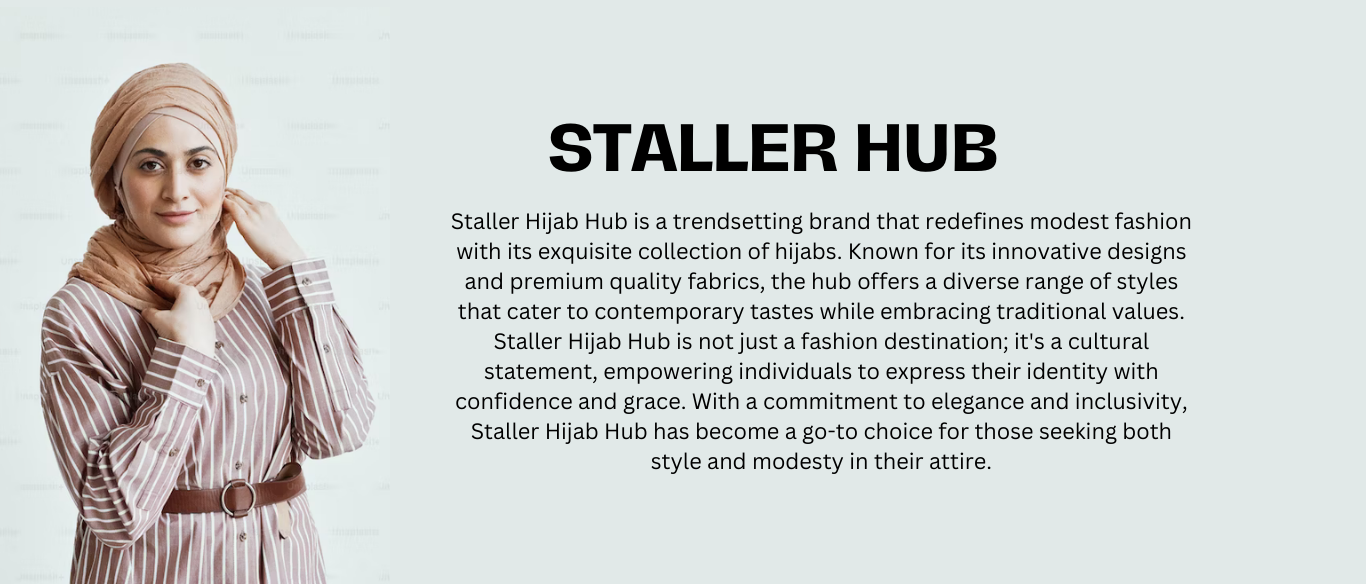 STALLER HUB
Staller Hijab Hub is a trendsetting brand that redefines modest fashion
with its exquisite collection of hijabs. Known for its innovative designs
and premium quality fabrics, the hub offers a diverse range of styles
that cater to contemporary tastes while embracing traditional values.
Staller Hijab Hub is not just a fashion destination; it's a cultural
statement, empowering individuals to express their identity with
confidence and grace. With a commitment to elegance and inclusivity,
Staller Hijab Hub has become a go-to choice for those seeking both
style and modesty in their attire.